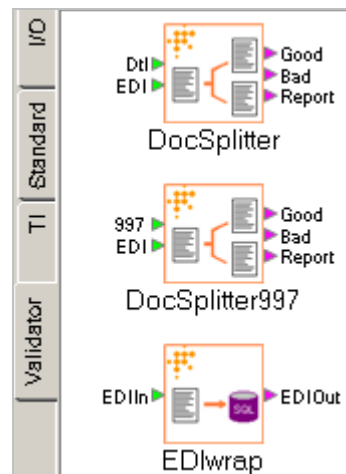 I/O
Standard
TI
Validator
Dtl
EDI
Good
Bad
Report
DocSplitter
997
EDI
Good
Bad
Report
DocSplitter997
EDIIn
SQL
EDIOut
EDIwrap